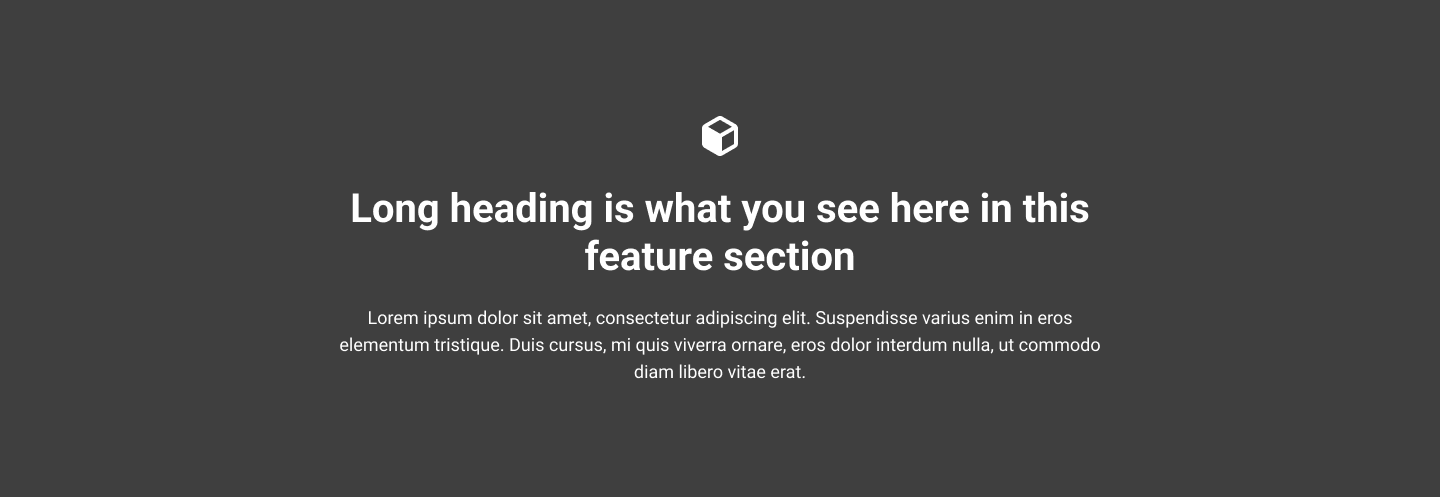 Long heading is what you see here in this
feature section
Lorem ipsum dolor sit amet, consectetur adipiscing elit. Suspendisse varius enim in eros
elementum tristique. Duis cursus, mi quis viverra ornare, eros dolor interdum nulla, ut commodo
diam libero vitae erat.